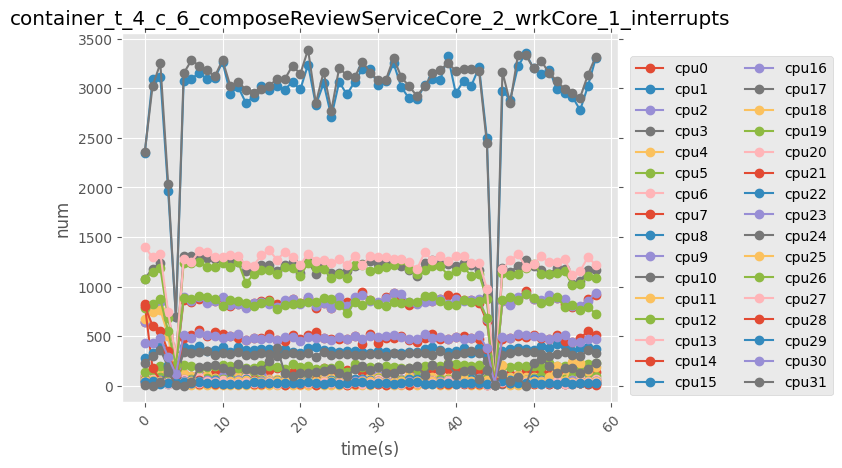 container_t_4_c_6_composeReviewServiceCore_2_wrkCore_1_interrupts
3500
3000
2500
2000
1500
1000
500
0
num
0
10
20
30
40
50
60
time(s)
cpu0
cpu1
cpu2
cpu3
cpu4
cpu5
cpu6
cpu7
cpu8
cpu9
cpu10
cpu11
cpu12
cpu13
cpu14
cpu15
cpu16
cpu17
cpu18
cpu19
cpu20
cpu21
cpu22
cpu23
cpu24
cpu25
cpu26
cpu27
cpu28
cpu29
cpu30
cpu31